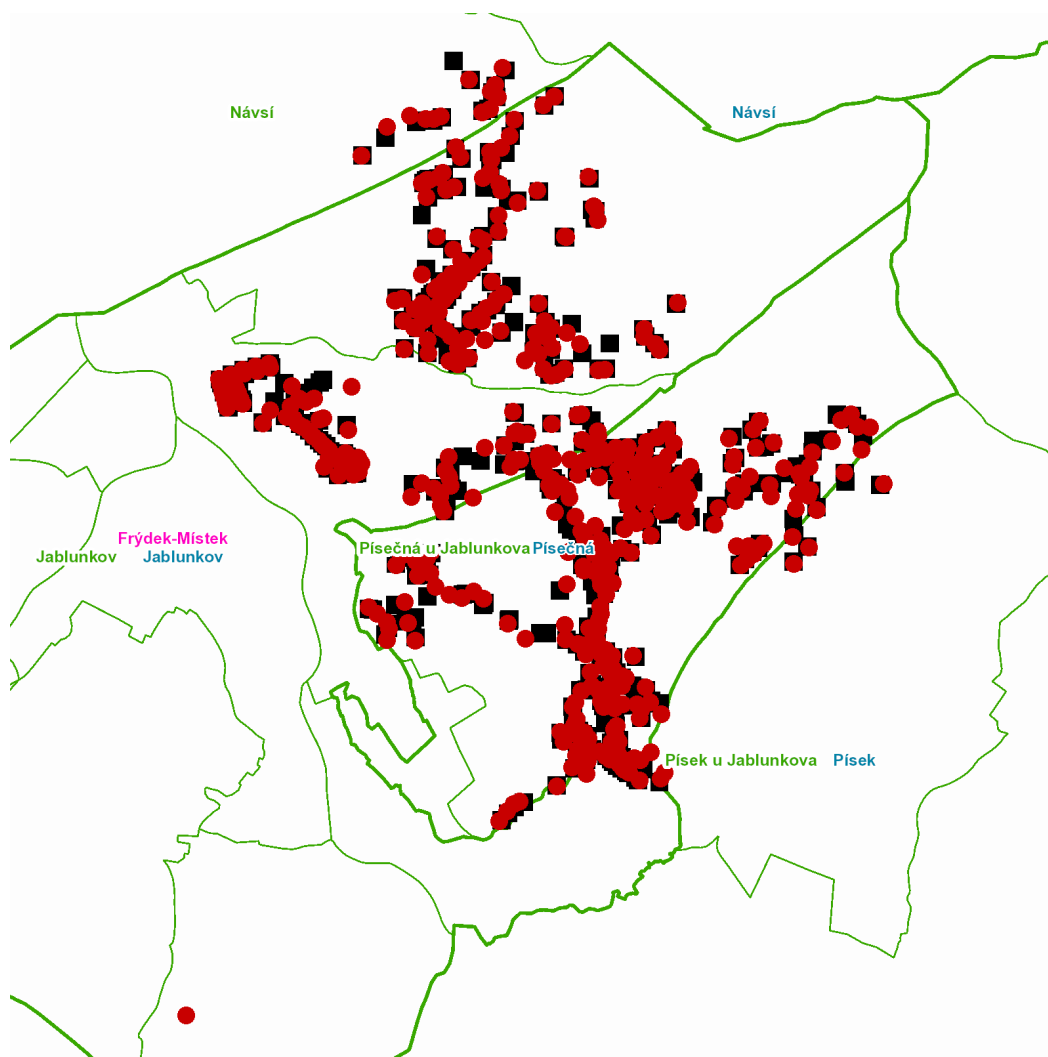 Návsí Návsí
Frýdek-Místek
Jablunkov Jablunkov
Písečná u Jablunkova Písečná
Písek u Jablunkova Písek